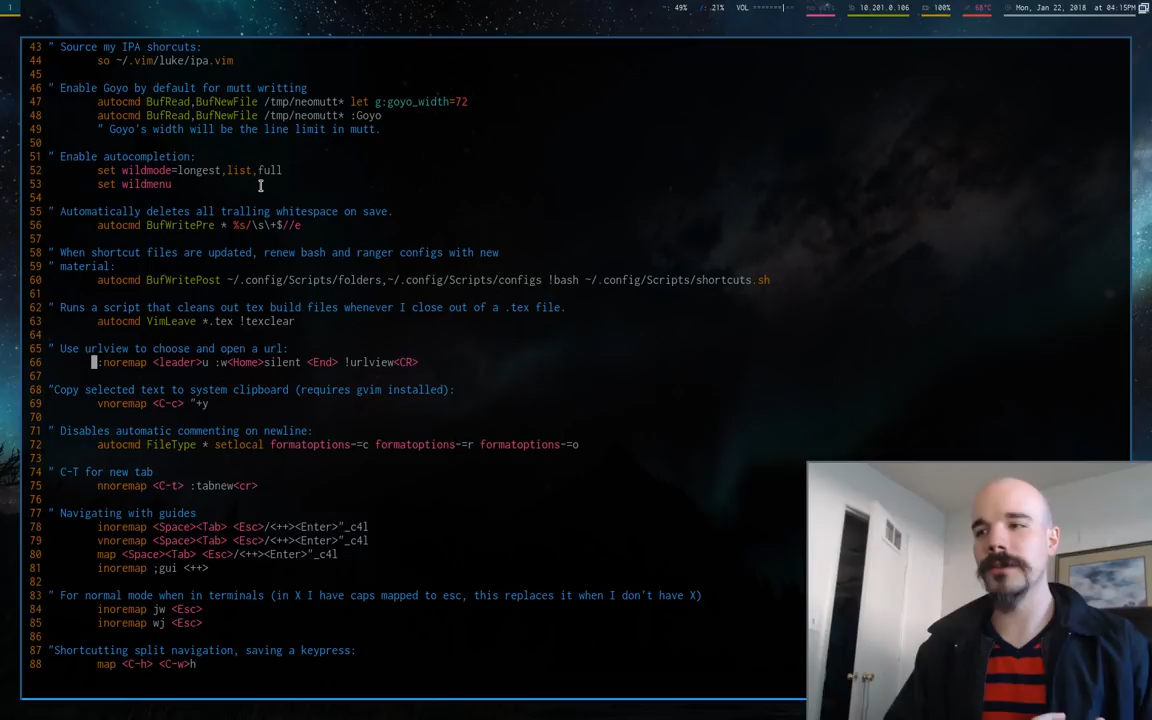 1
~: 49% /: 21% VOL 10.201.0.106 100% 68°C Mon, Jan 22, 2018 at 04:15PM
43 " Source my IPA shorcuts:
44 so ~/.vim/luke/ipa.vim
45
46 " Enable Goyo by default for mutt writting
47 autocmd BufRead,BufNewFile /tmp/neomutt* let g:goyo_width=72
48 autocmd BufRead,BufNewFile /tmp/neomutt* :Goyo
49 " Goyo's width will be the line limit in mutt.
50
51 " Enable autocompletion:
52 set wildmode=longest,list,full
53 set wildmenu
54
55 " Automatically deletes all tralling whitespace on save.
56 autocmd BufWritePre * %s/\s\+$//e
57
58 " When shortcut files are updated, renew bash and ranger configs with new
59 " material:
60 autocmd BufWritePost ~/.config/Scripts/folders,~/.config/Scripts/configs !bash ~/.config/Scripts/shortcuts.sh
61
62 " Runs a script that cleans out tex build files whenever I close out of a .tex file.
63 autocmd VimLeave *.tex !texclear
64
65 " Use urlview to choose and open a url:
66 :noremap <leader>u :w<Home>silent <End> !urlview<CR>
67
68 "Copy selected text to system clipboard (requires gvim installed):
69 vnoremap <C-c> "+y
70
71 " Disables automatic commenting on newline:
72 autocmd FileType * setlocal formatoptions-=c formatoptions-=r formatoptions-=o
73
74 " C-T for new tab
75 nnoremap <C-t> :tabnew<cr>
76
77 " Navigating with guides
78 inoremap <Space><Tab> <Esc>/<++><Enter>"_c4l
79 vnoremap <Space><Tab> <Esc>/<++><Enter>"_c4l
80 map <Space><Tab> <Esc>/<++><Enter>"_c4l
81 inoremap ;gui <++>
82
83 " For normal mode when in terminals (in X I have caps mapped to esc, this replaces it when I don't have X)
84 inoremap jw <Esc>
85 inoremap wj <Esc>
86
87 "Shortcutting split navigation, saving a keypress:
88 map <C-h> <C-w>h